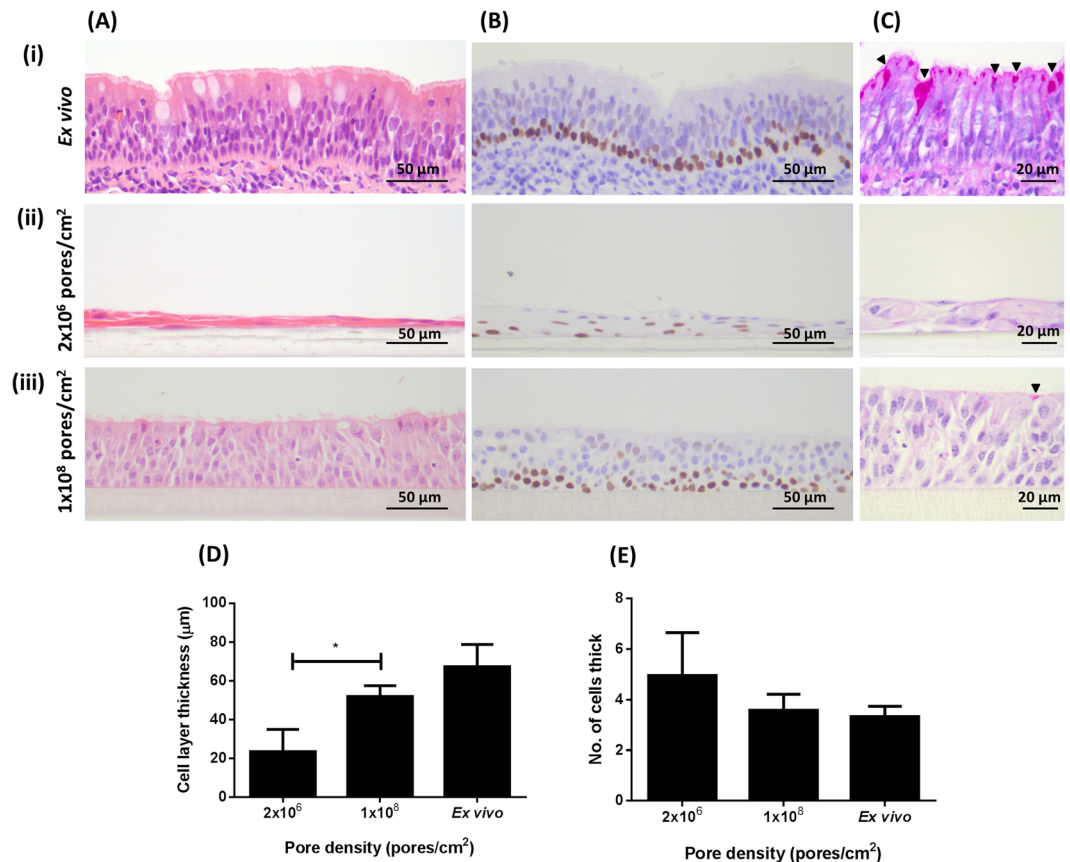 (A)
(B)
(C)
(i)
Ex vivo
50 µm
50 µm
20 µm
(ii)
2x10⁶ pores/cm²
50 µm
50 µm
20 µm
(iii)
1x10⁸ pores/cm²
50 µm
50 µm
20 µm
(D)
Cell layer thickness (µm)
100
80
60
40
20
0
*
2x10⁶
1x10⁸
Ex vivo
Pore density (pores/cm²)
(E)
No. of cells thick
8
6
4
2
0
2x10⁶
1x10⁸
Ex vivo
Pore density (pores/cm²)